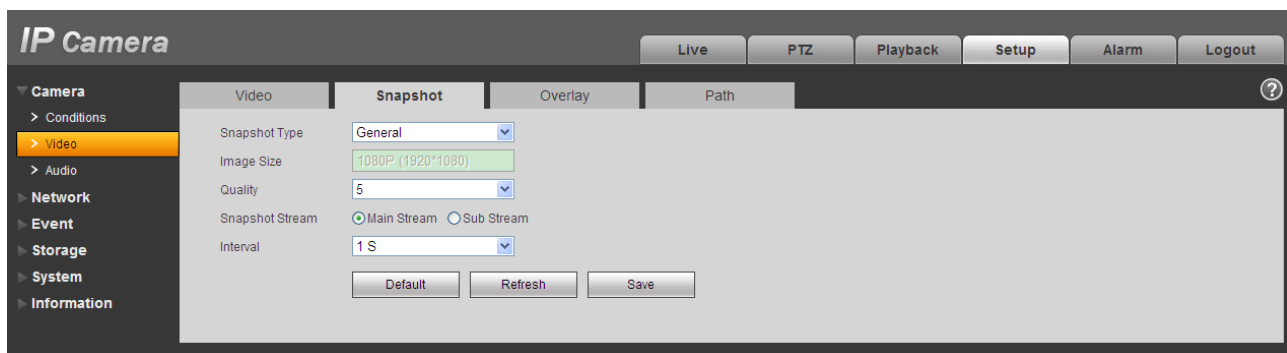 IP Camera
Live PTZ Playback Setup Alarm Logout
Camera
> Conditions
> Video
> Audio
Network
Event
Storage
System
Information
Video Snapshot Overlay Path ?
Snapshot Type General
Image Size 1080P (1920*1080)
Quality 5
Snapshot Stream Main Stream Sub Stream
Interval 1 S
Default Refresh Save